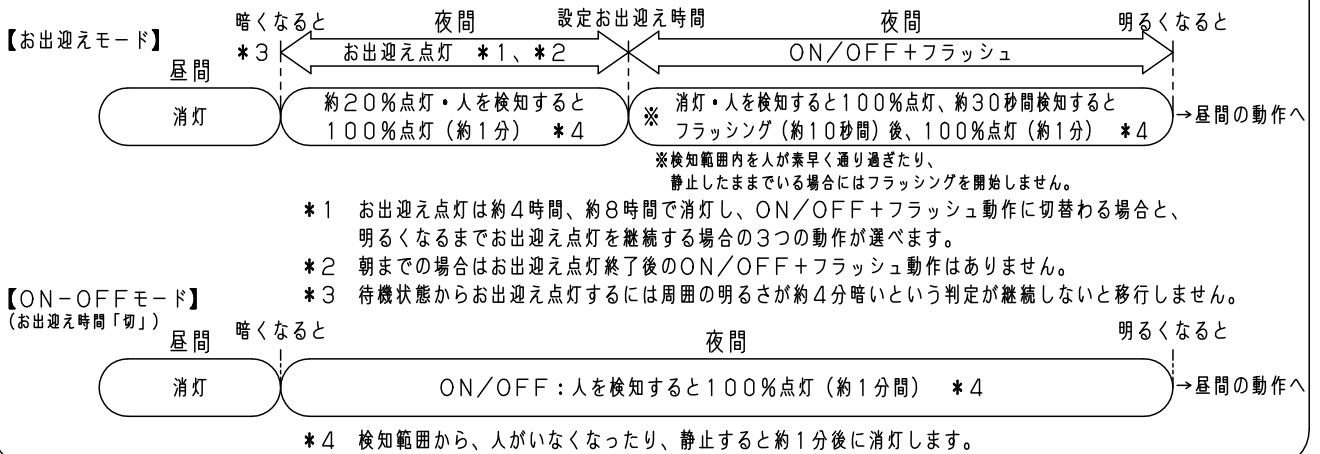 【お出迎えモード】
暗くなると 夜間 設定お出迎え時間 夜間 明るくなると
＊3 お出迎え点灯 ＊1、＊2 ON/OFF+フラッシュ
昼間
消灯
約20%点灯・人を検知すると
100%点灯(約1分) ＊4
※ 消灯・人を検知すると100%点灯、約30秒間検知すると
フラッシング(約10秒間)後、100%点灯(約1分) ＊4
→昼間の動作へ
※検知範囲内を人が素早く通り過ぎたり、
静止したままでいる場合にはフラッシングを開始しません。
＊1 お出迎え点灯は約4時間、約8時間で消灯し、ON/OFF+フラッシュ動作に切替わる場合と、
明るくなるまでお出迎え点灯を継続する場合の3つの動作が選べます。
＊2 朝までの場合はお出迎え点灯終了後のON/OFF+フラッシュ動作はありません。
＊3 待機状態からお出迎え点灯するには周囲の明るさが約4分暗いという判定が継続しないと移行しません。
【ON-OFFモード】
(お出迎え時間「切」)
昼間 暗くなると 夜間 明るくなると
消灯 ON/OFF:人を検知すると100%点灯(約1分間) ＊4 →昼間の動作へ
＊4 検知範囲から、人がいなくなったり、静止すると約1分後に消灯します。